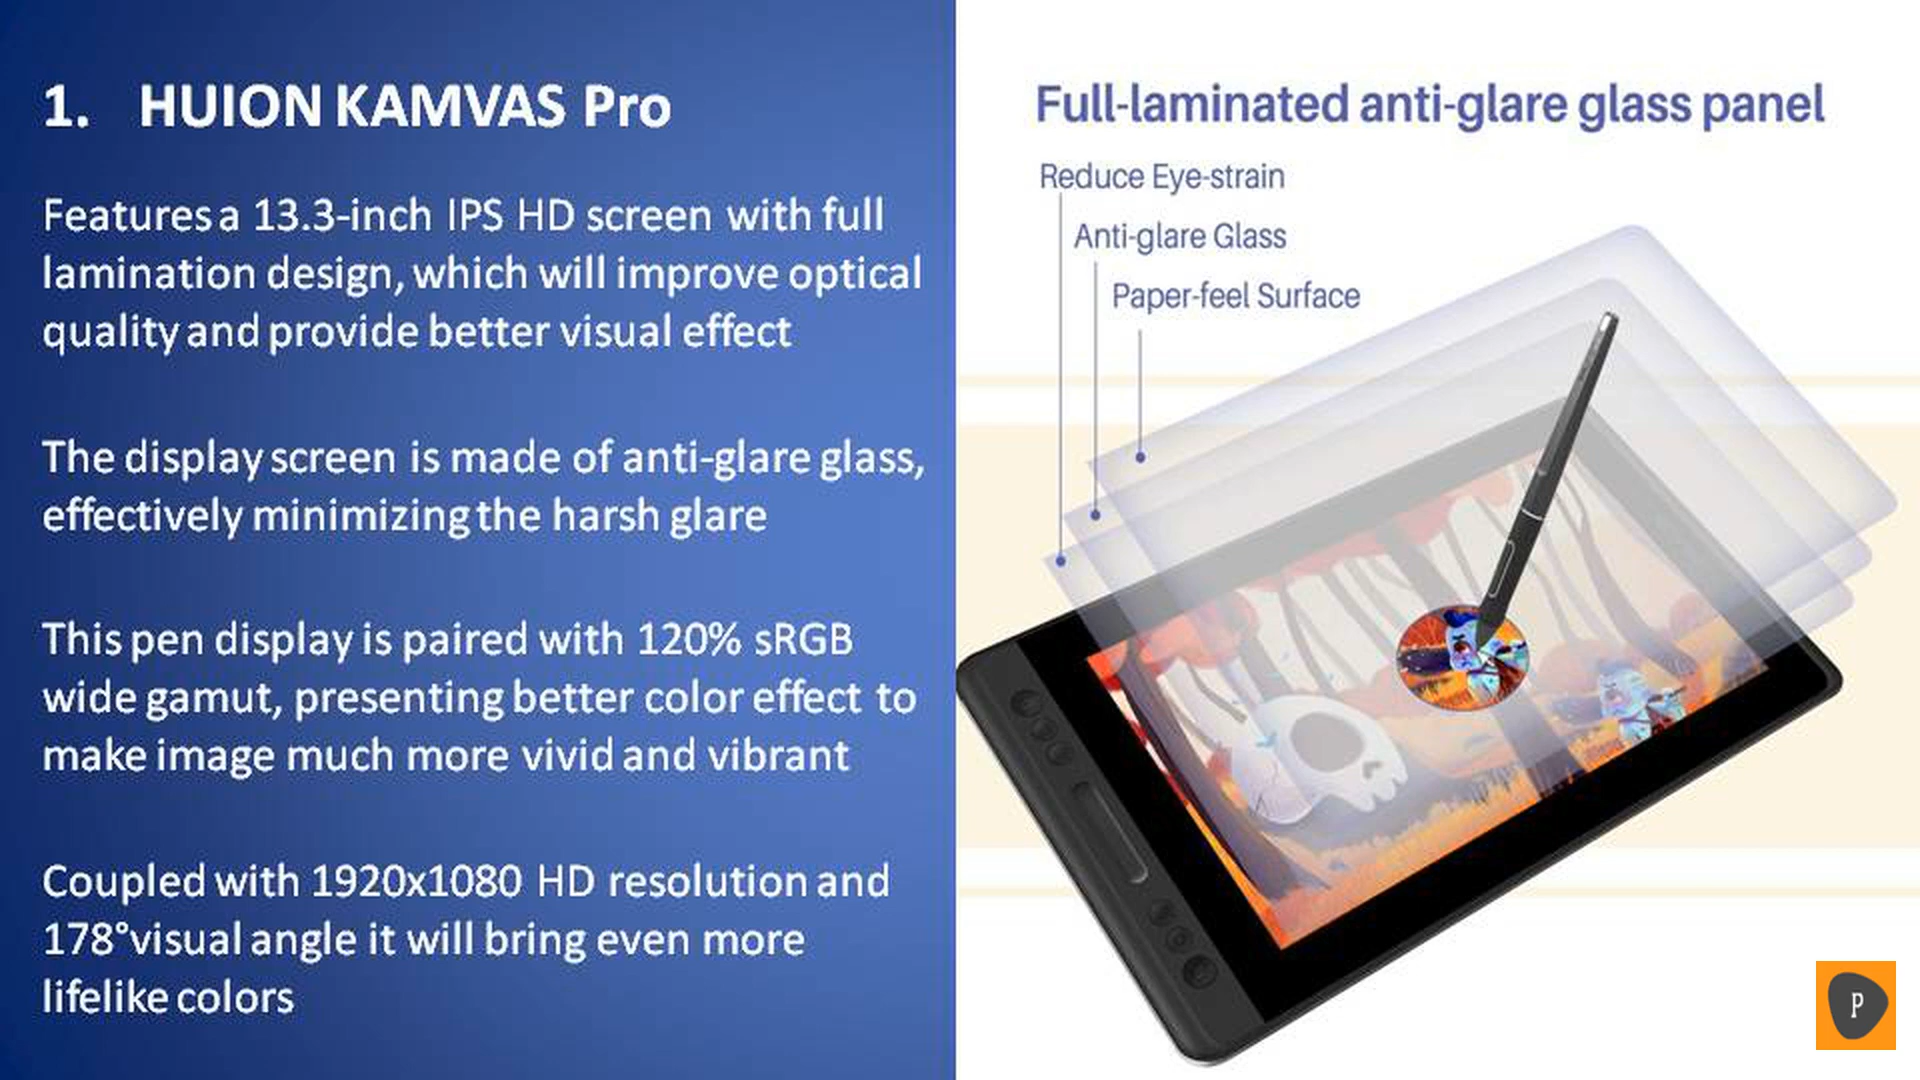 1. HUION KAMVAS Pro
Features a 13.3-inch IPS HD screen with full
lamination design, which will improve optical
quality and provide better visual effect
The display screen is made of anti-glare glass,
effectively minimizing the harsh glare
This pen display is paired with 120% sRGB
wide gamut, presenting better color effect to
make image much more vivid and vibrant
Coupled with 1920x1080 HD resolution and
178°visual angle it will bring even more
lifelike colors
Full-laminated anti-glare glass panel
Reduce Eye-strain
Anti-glare Glass
Paper-feel Surface
P